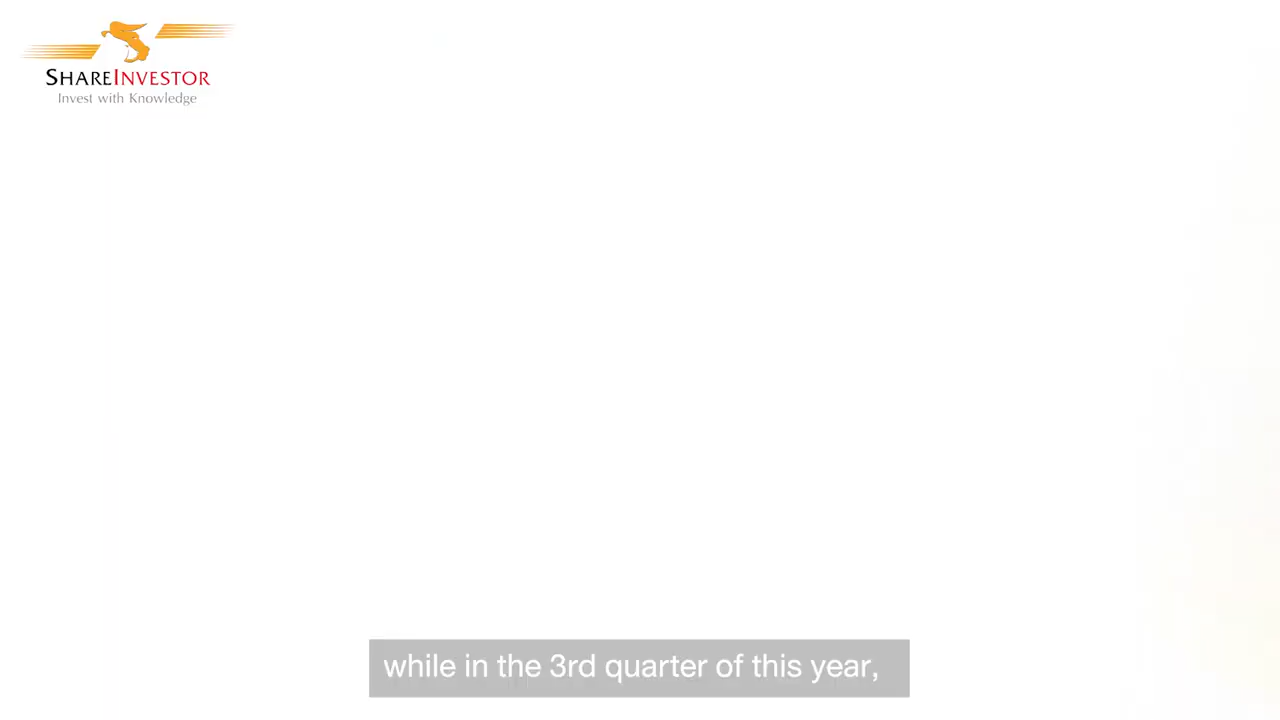 SHAREINVESTOR
Invest with Knowledge
while in the 3rd quarter of this year,